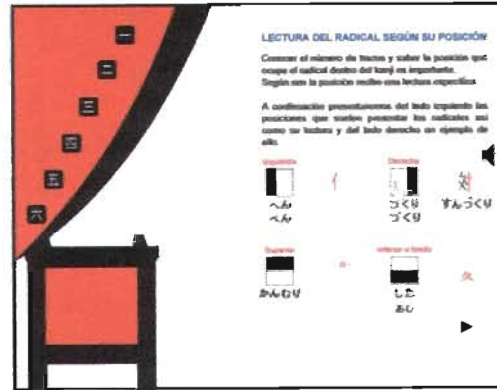 一
二
三
四
五
六
LECTURA DEL RADICAL SEGÚN SU POSICIÓN
Conocer el número de trazos y saber la posición que
ocupa el radical dentro del kanji es importante.
Según sea la posición recibe una lectura específica.
A continuación presentaremos del lado izquierdo las
posiciones que suelen presentar los radicales así
como su lectura y del lado derecho un ejemplo de
ello.
Izquierda
Derecha
亻
へん
べん
づくり
づくり
すんづくり
Superior
Inferior o fondo
かんむり
した
あし
夂